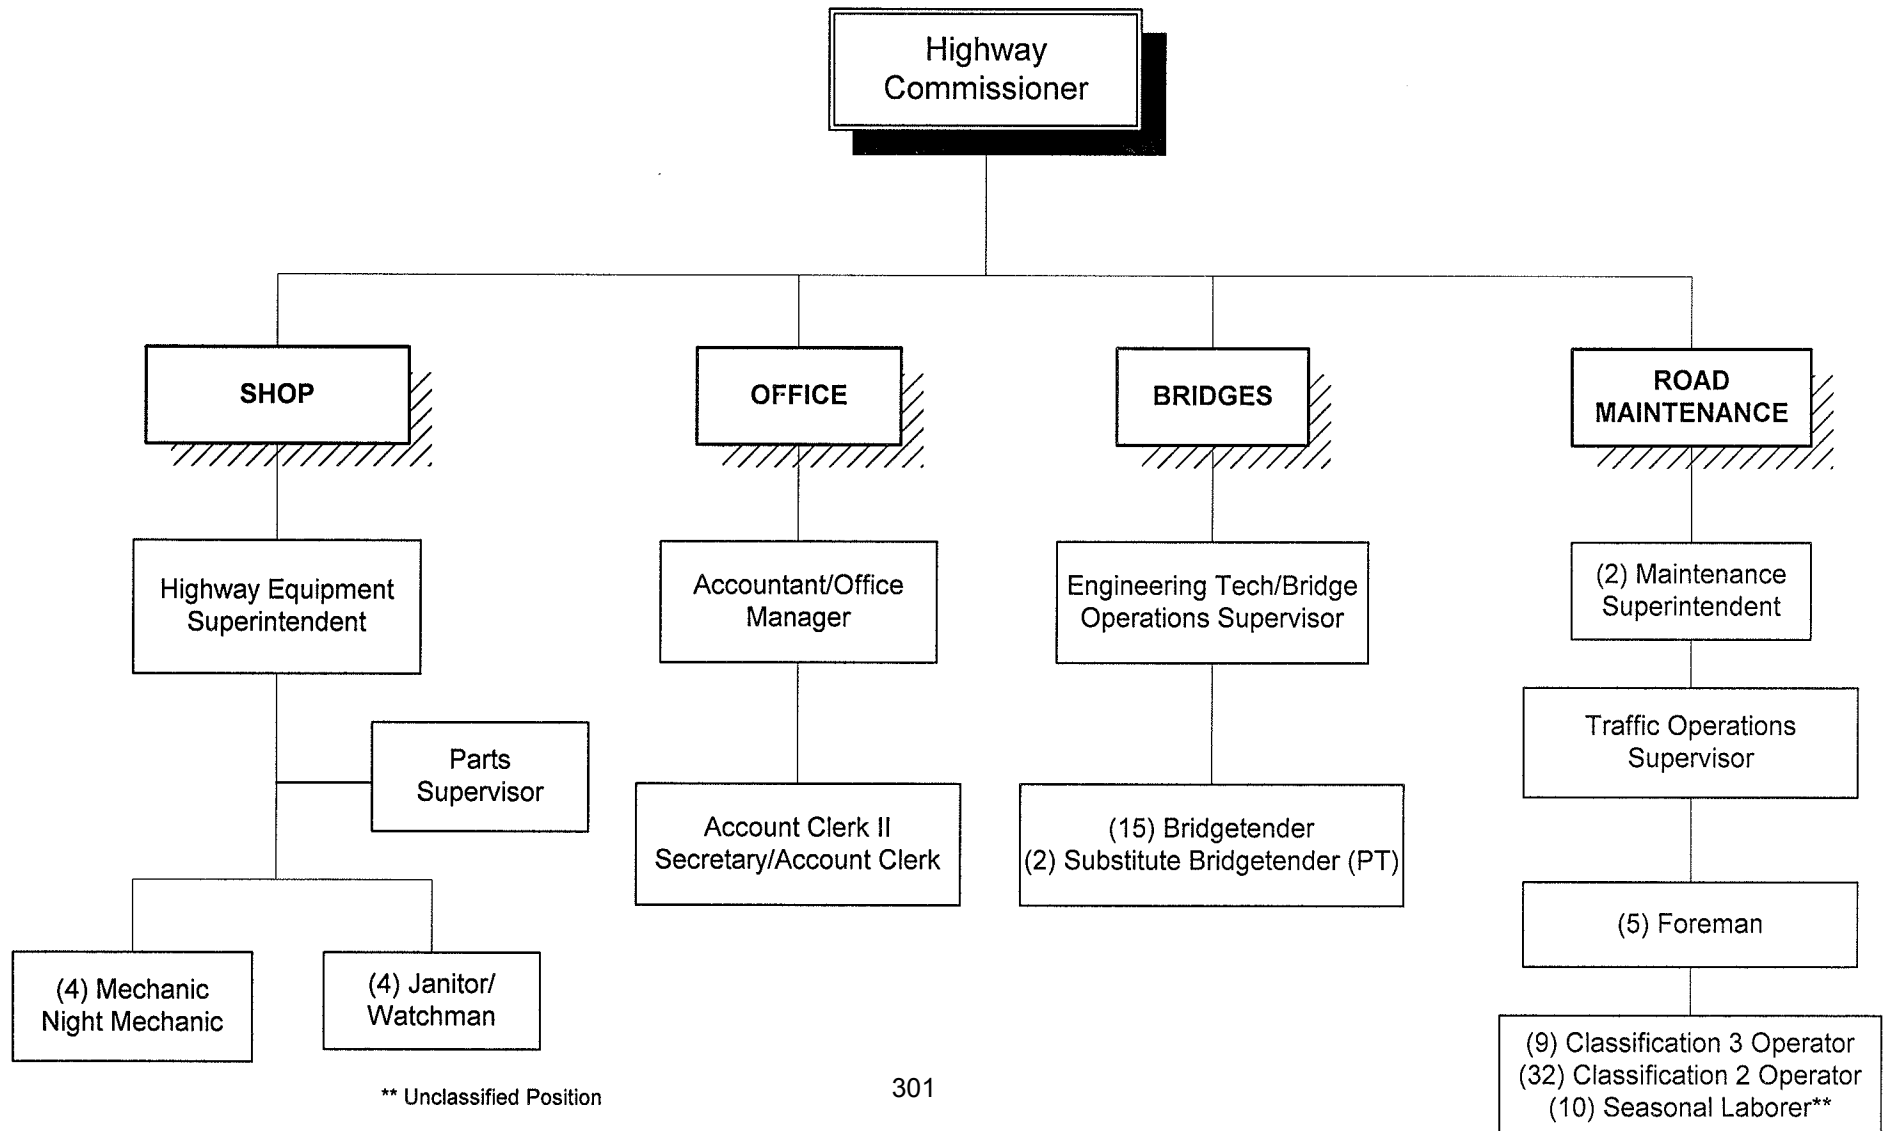 Highway
Commissioner
SHOP
OFFICE
BRIDGES
ROAD
MAINTENANCE
Highway Equipment
Superintendent
Accountant/Office
Manager
Engineering Tech/Bridge
Operations Supervisor
(2) Maintenance
Superintendent
Parts
Supervisor
Traffic Operations
Supervisor
Account Clerk II
Secretary/Account Clerk
(15) Bridgetender
(2) Substitute Bridgetender (PT)
(5) Foreman
(4) Mechanic
Night Mechanic
(4) Janitor/
Watchman
(9) Classification 3 Operator
(32) Classification 2 Operator
(10) Seasonal Laborer**
** Unclassified Position
301